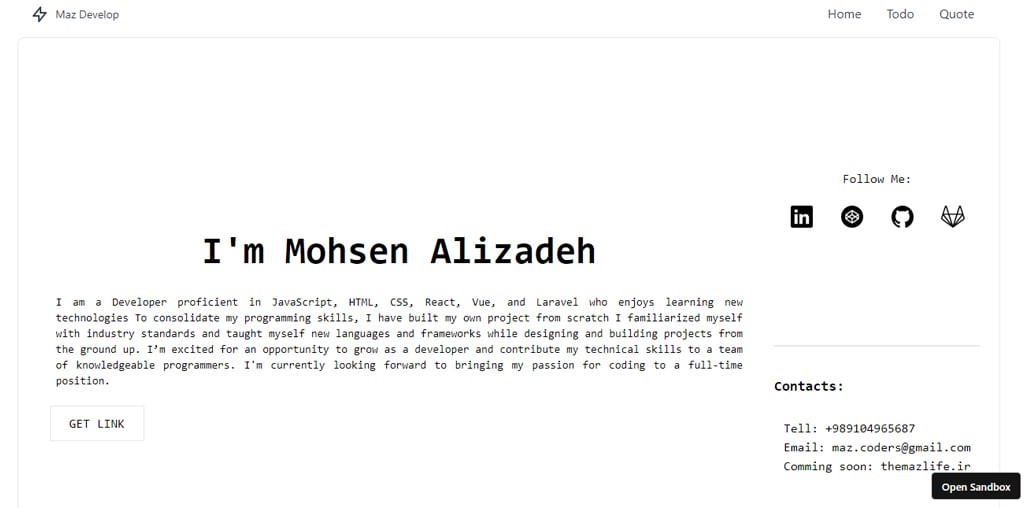 Maz Develop
Home Todo Quote
Follow Me:
I'm Mohsen Alizadeh
I am a Developer proficient in JavaScript, HTML, CSS, React, Vue, and Laravel who enjoys learning new
technologies To consolidate my programming skills, I have built my own project from scratch I familiarized myself
with industry standards and taught myself new languages and frameworks while designing and building projects from
the ground up. I’m excited for an opportunity to grow as a developer and contribute my technical skills to a team
of knowledgeable programmers. I'm currently looking forward to bringing my passion for coding to a full-time
position.
GET LINK
Contacts:
Tell: +989104965687
Email: maz.coders@gmail.com
Comming soon: themazlife.ir
Open Sandbox